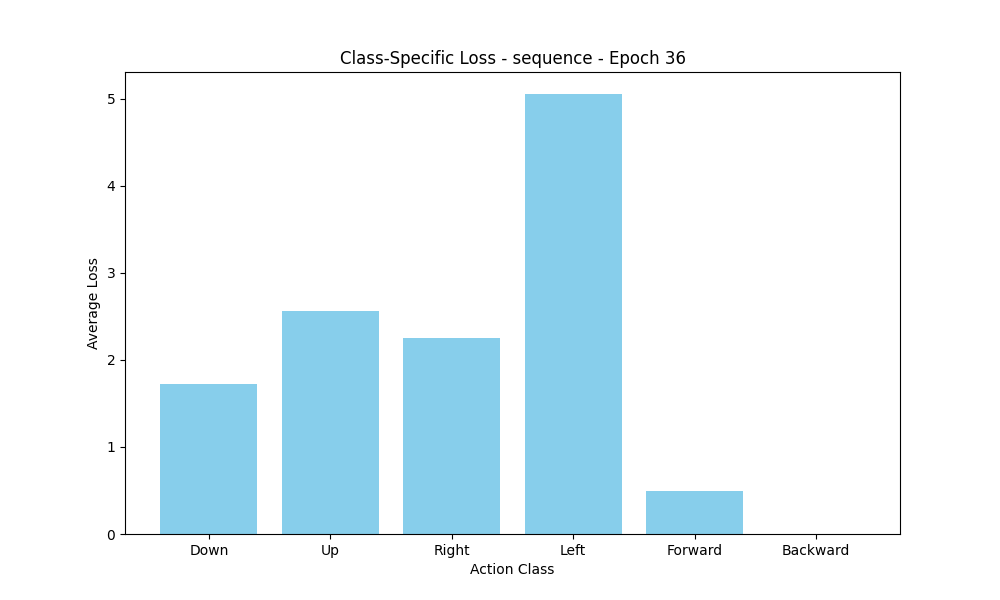 Class-Specific Loss - sequence - Epoch 36
Average Loss
5
4
3
2
1
0
Down Up Right Left Forward Backward
Action Class